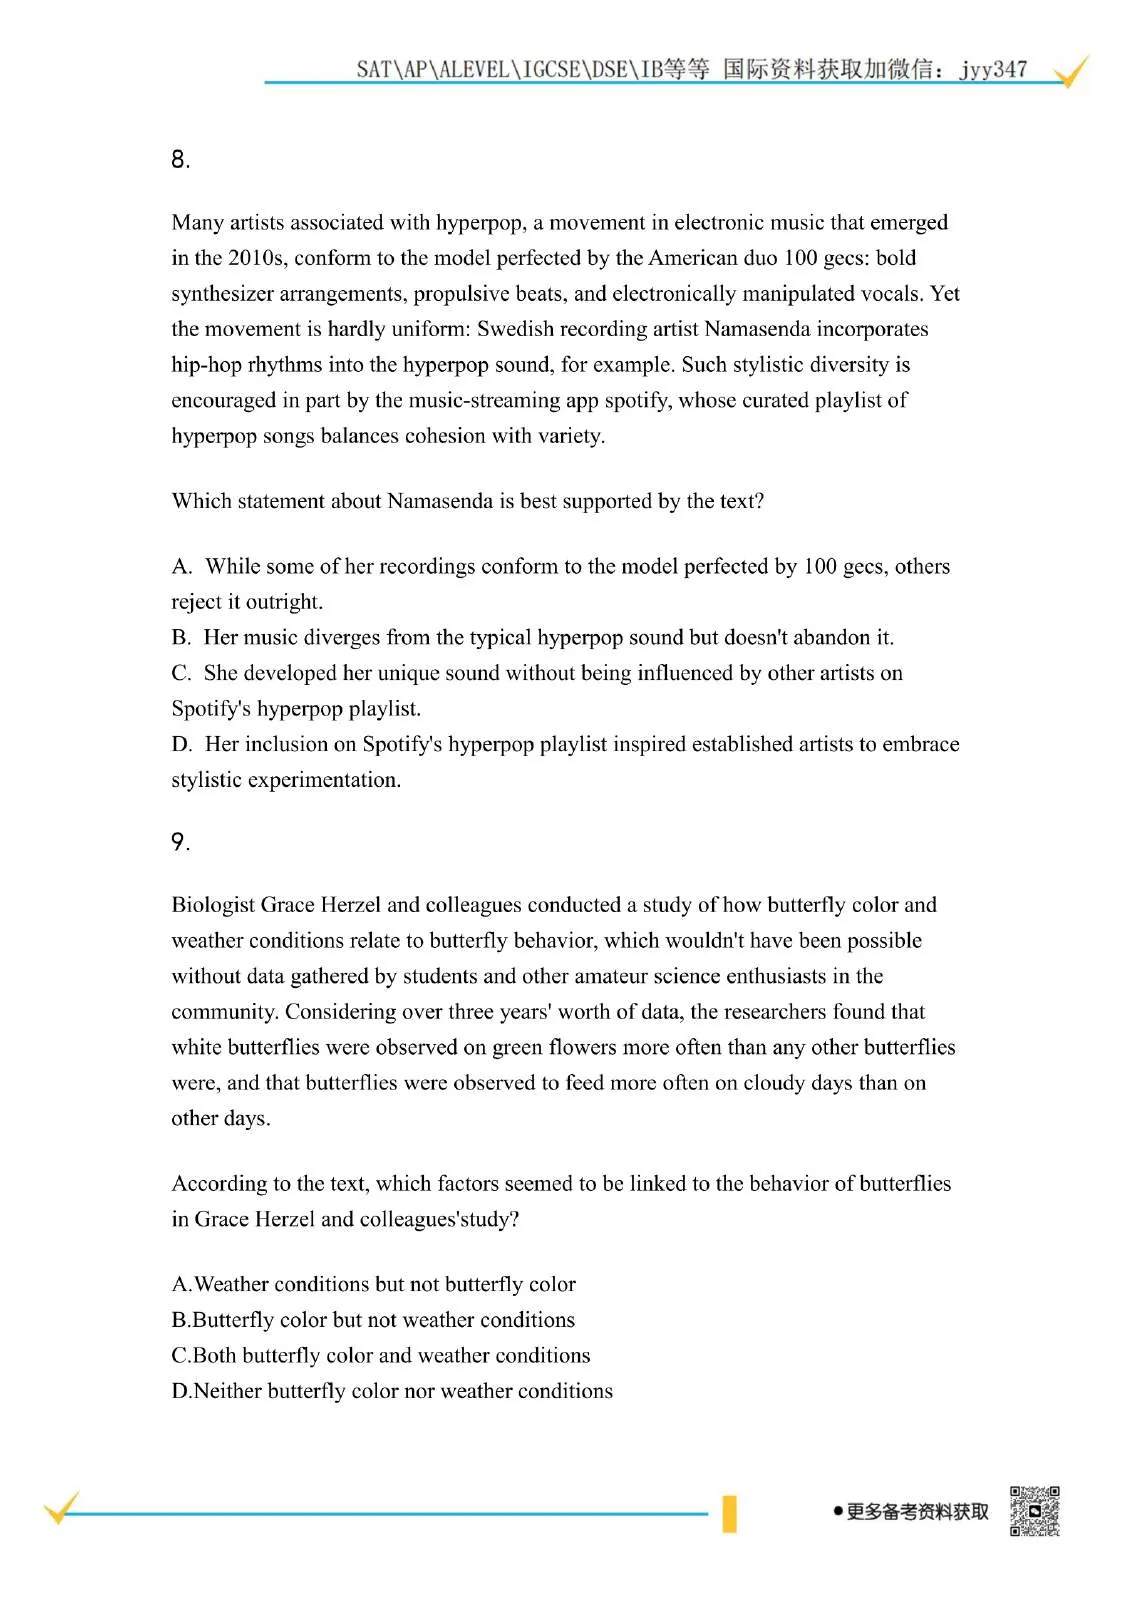 SAT\AP\ALEVEL\IGCSE\DSE\IB等等 国际资料获取加微信：jyy347
8.
Many artists associated with hyperpop, a movement in electronic music that emerged
in the 2010s, conform to the model perfected by the American duo 100 gecs: bold
synthesizer arrangements, propulsive beats, and electronically manipulated vocals. Yet
the movement is hardly uniform: Swedish recording artist Namasenda incorporates
hip-hop rhythms into the hyperpop sound, for example. Such stylistic diversity is
encouraged in part by the music-streaming app spotify, whose curated playlist of
hyperpop songs balances cohesion with variety.
Which statement about Namasenda is best supported by the text?
A. While some of her recordings conform to the model perfected by 100 gecs, others
reject it outright.
B. Her music diverges from the typical hyperpop sound but doesn't abandon it.
C. She developed her unique sound without being influenced by other artists on
Spotify's hyperpop playlist.
D. Her inclusion on Spotify's hyperpop playlist inspired established artists to embrace
stylistic experimentation.
9.
Biologist Grace Herzel and colleagues conducted a study of how butterfly color and
weather conditions relate to butterfly behavior, which wouldn't have been possible
without data gathered by students and other amateur science enthusiasts in the
community. Considering over three years' worth of data, the researchers found that
white butterflies were observed on green flowers more often than any other butterflies
were, and that butterflies were observed to feed more often on cloudy days than on
other days.
According to the text, which factors seemed to be linked to the behavior of butterflies
in Grace Herzel and colleagues'study?
A.Weather conditions but not butterfly color
B.Butterfly color but not weather conditions
C.Both butterfly color and weather conditions
D.Neither butterfly color nor weather conditions
●更多备考资料获取